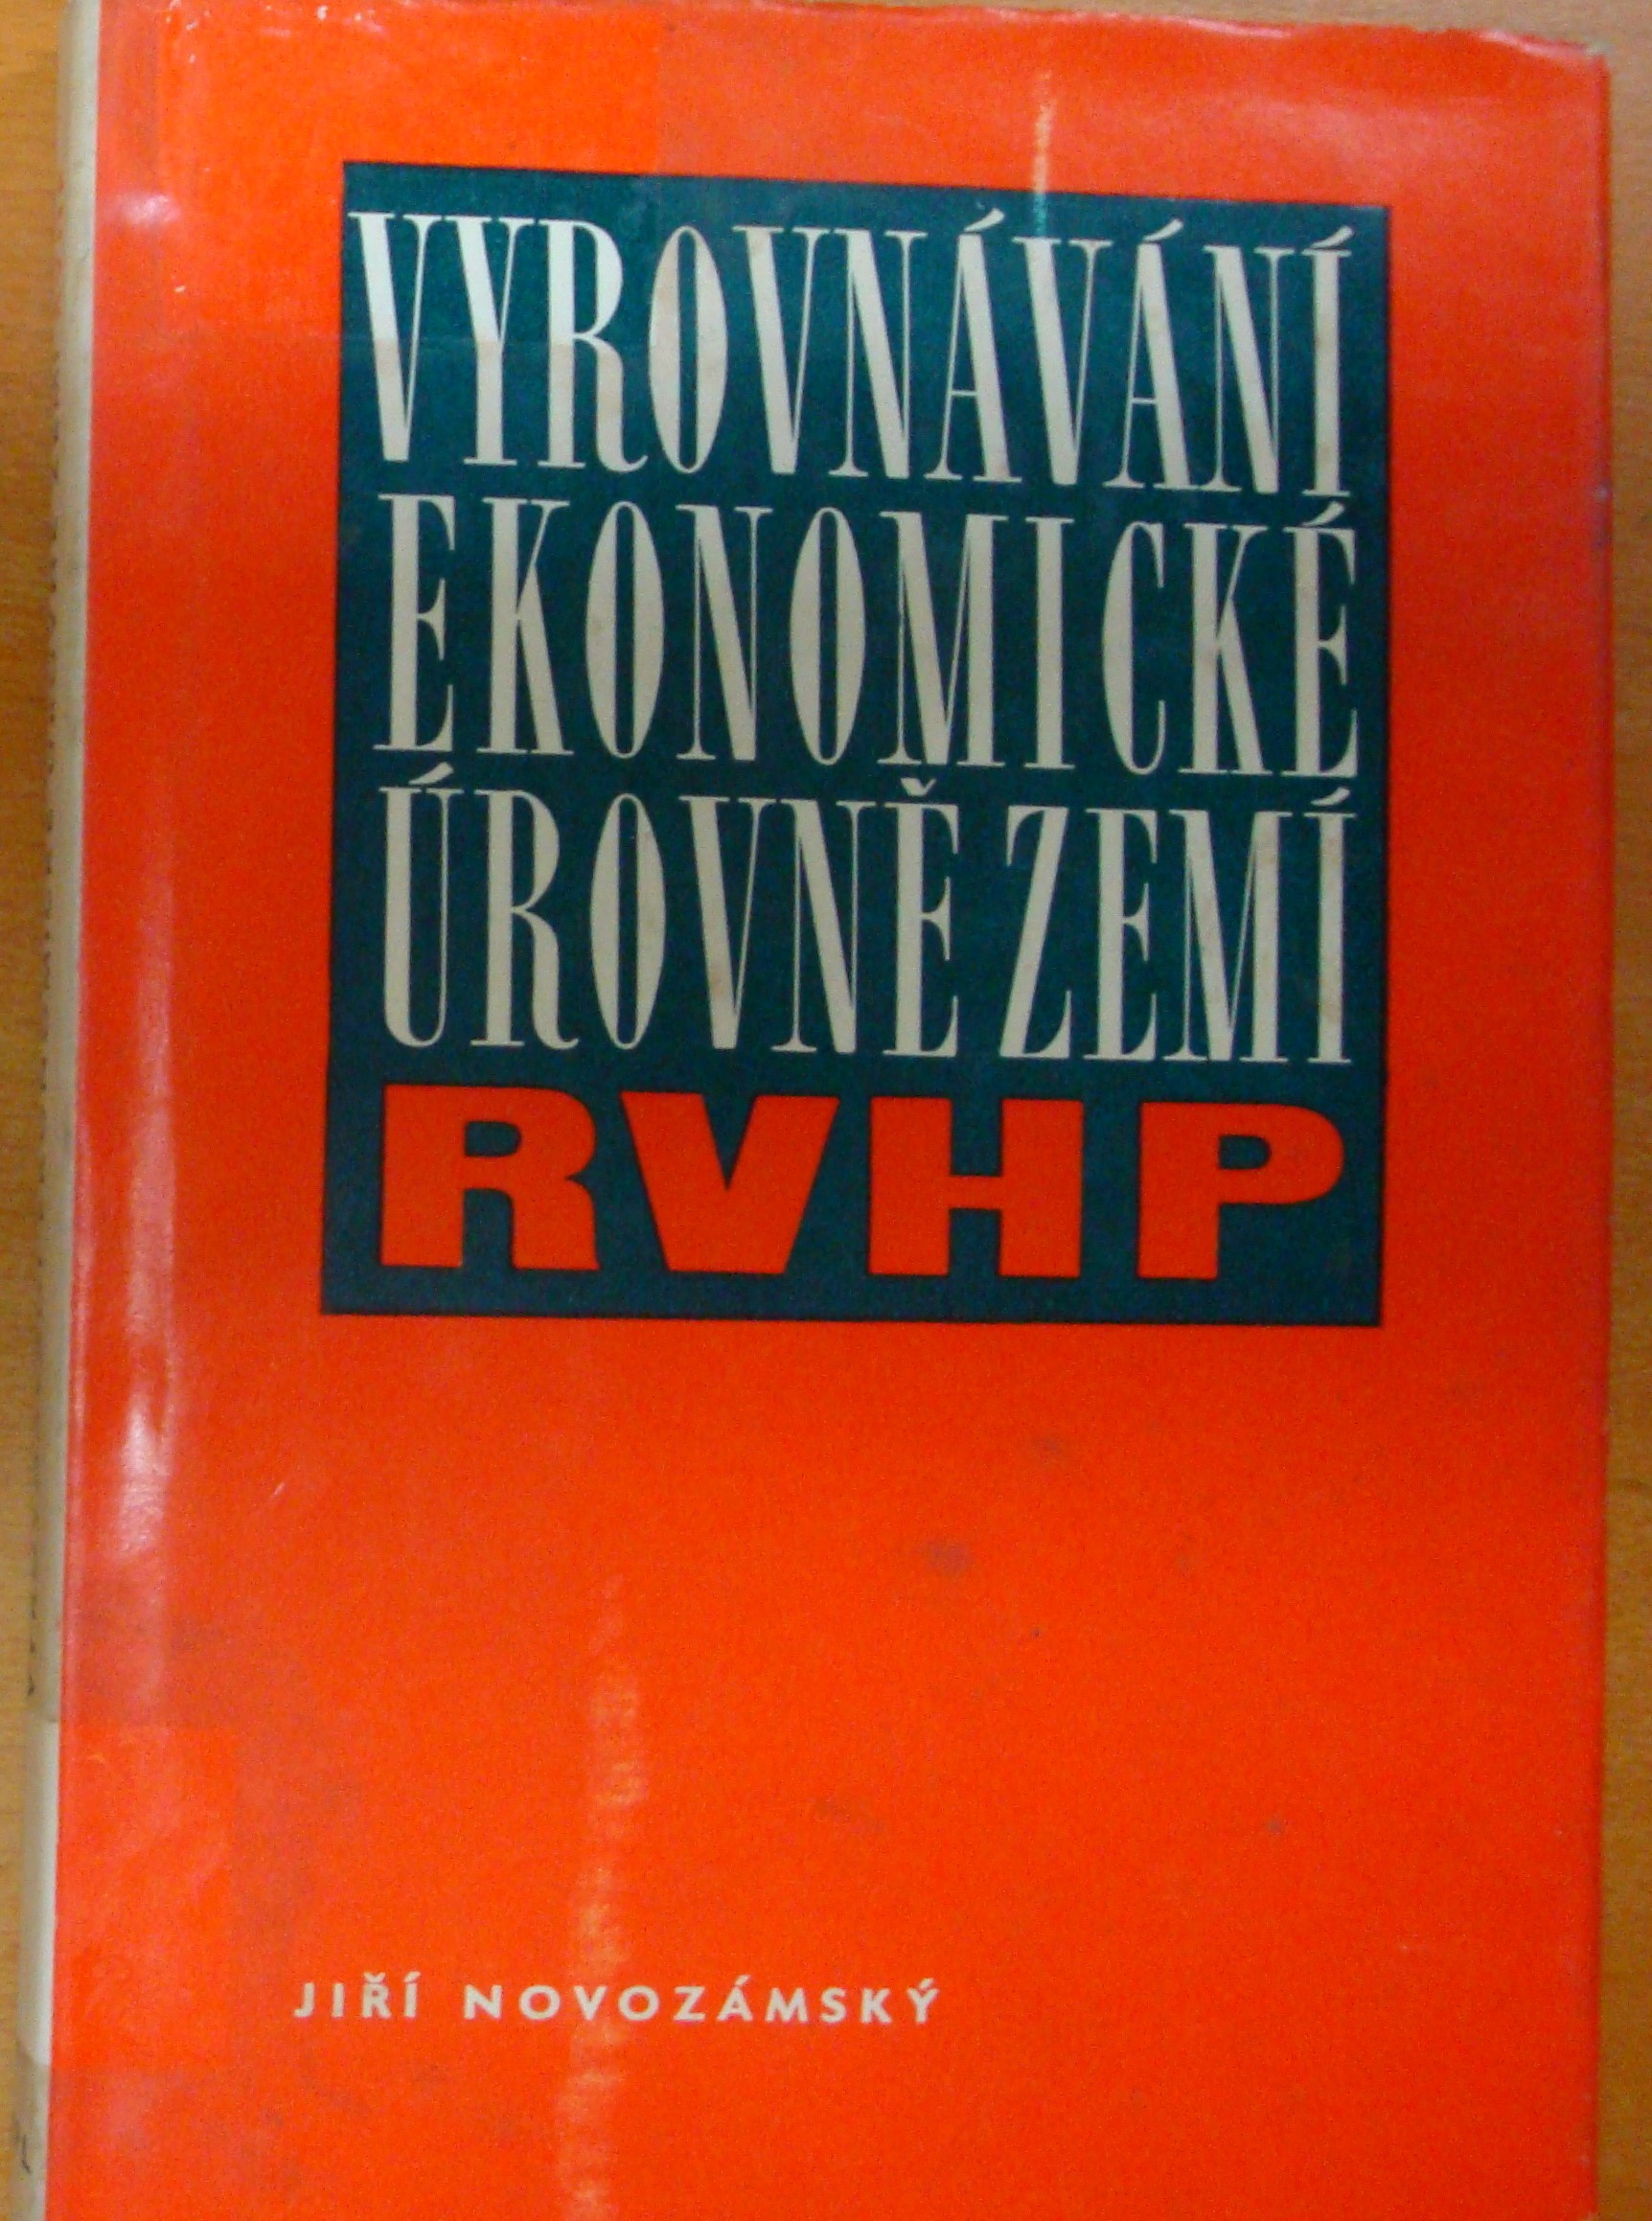 VYROVNÁVÁNÍ
EKONOMICKÉ
ÚROVNĚ ZEMÍ
RVHP
JIŘÍ NOVOZÁMSKÝ